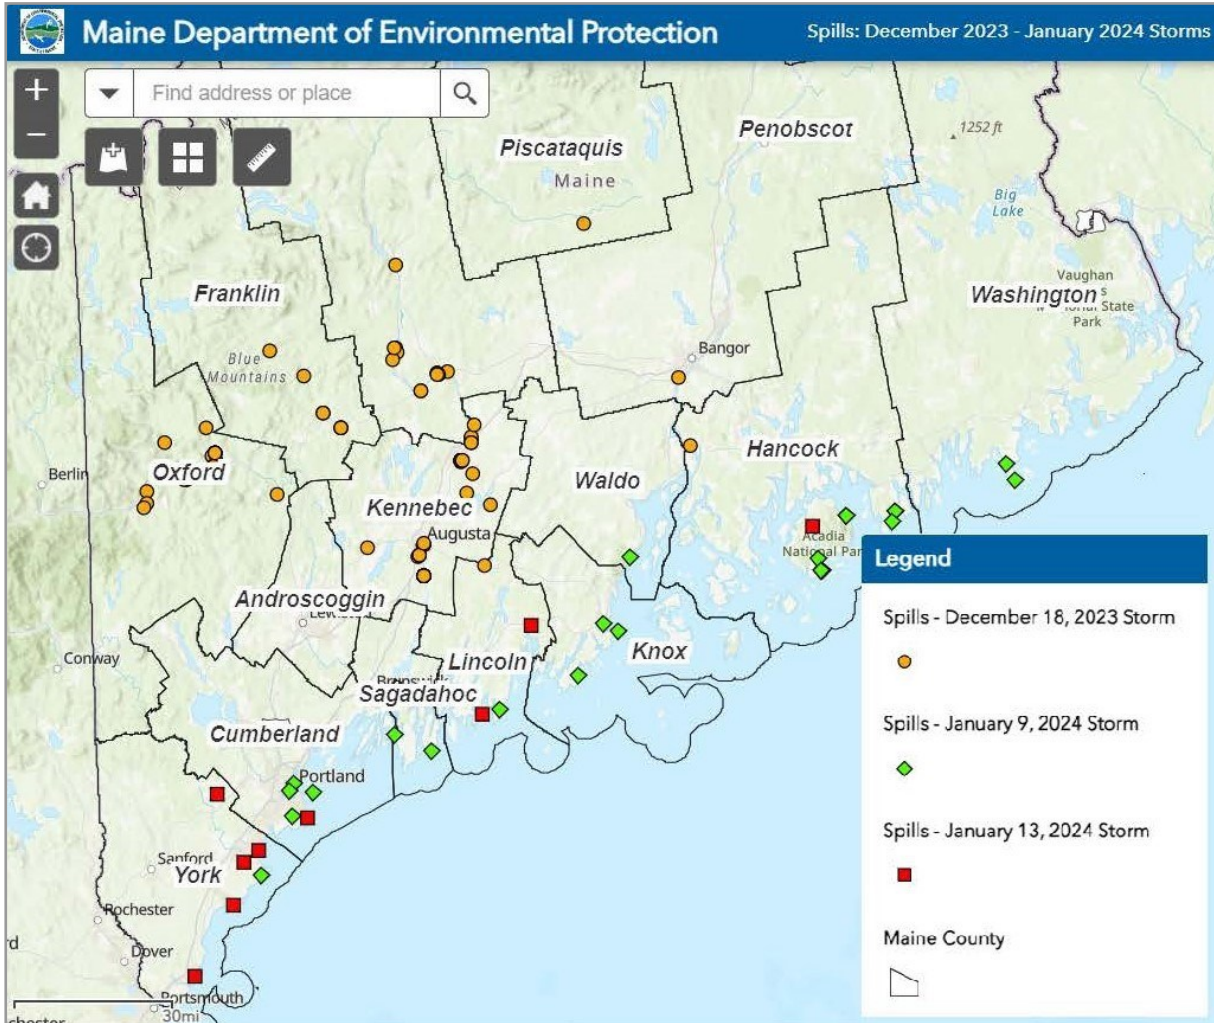 Maine Department of Environmental Protection
Spills: December 2023 - January 2024 Storms
+
Find address or place
−
Penobscot
1252 ft
Piscataquis
Maine
Big
Lake
Vaughan
Franklin
Washington
State
Park
Bangor
Blue
Mountains
Hancock
Berlin
Oxford
Waldo
Kennebec
Augusta
Acadia
National Par
Legend
Androscoggin
Spills - December 18, 2023 Storm
Conway
Lincoln
Knox
Sagadahoc
Spills - January 9, 2024 Storm
Cumberland
Portland
Spills - January 13, 2024 Storm
Sanford
York
Rochester
Maine County
Dover
Portsmouth
30mi